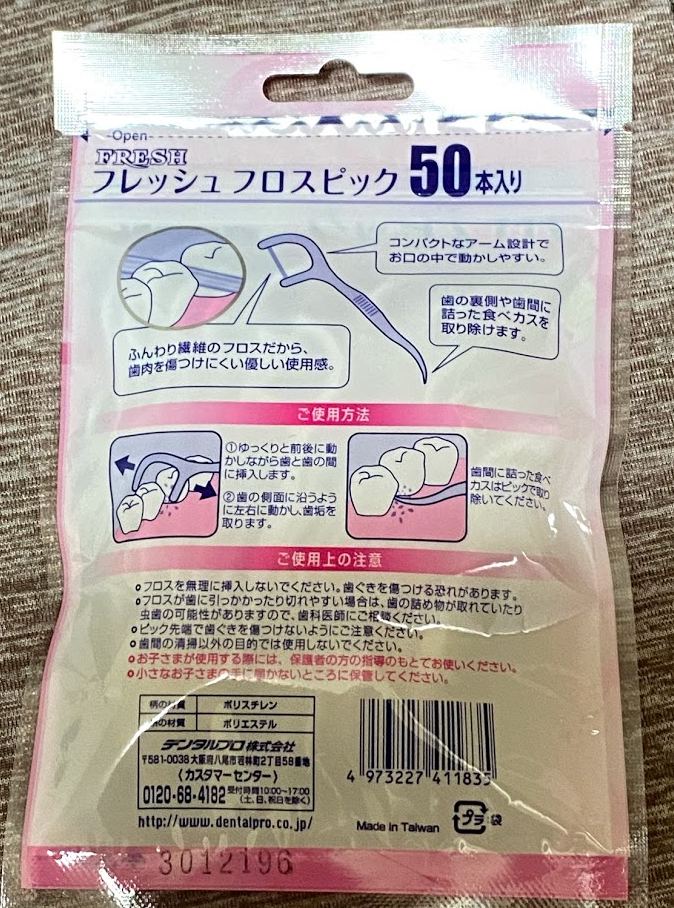 Open
FRESH
フレッシュ フロスピック 50本入り
コンパクトなアーム設計で
お口の中で動かしやすい。
歯の裏側や歯間に
詰った食べカスを
取り除けます。
ふんわり繊維のフロスだから、
歯肉を傷つけにくい優しい使用感。
ご使用方法
①ゆっくりと前後に動
かしながら歯と歯の間
に挿入します。
②歯の側面に沿うよう
に左右に動かし、歯垢を
取ります。
歯間に詰った食べ
カスはピックで取り
除いてください。
ご使用上の注意
フロスを無理に挿入しないでください。歯ぐきを傷つける恐れがあります。
フロスが歯に引っかかったり切れやすい場合は、歯の詰め物が取れていたり
虫歯の可能性がありますので、歯科医師にご相談ください。
ピック先端で歯ぐきを傷つけないようにご注意ください。
歯間の清掃以外の目的では使用しないでください。
お子さまが使用する際には、保護者の方の指導のもとでお使いください。
小さなお子さまの手に届かないところに保管してください。
柄の材質 ポリスチレン
の材質 ポリエステル
デンタルプロ株式会社
〒581-0038 大阪府八尾市若林町2丁目58番地
〈カスタマーセンター〉
0120-68-4182 受付時間10:00~17:00
(土、日、祝日を除く)
http://www.dentalpro.co.jp/
4 973227 411835
Made in Taiwan
プラ 袋
3012196